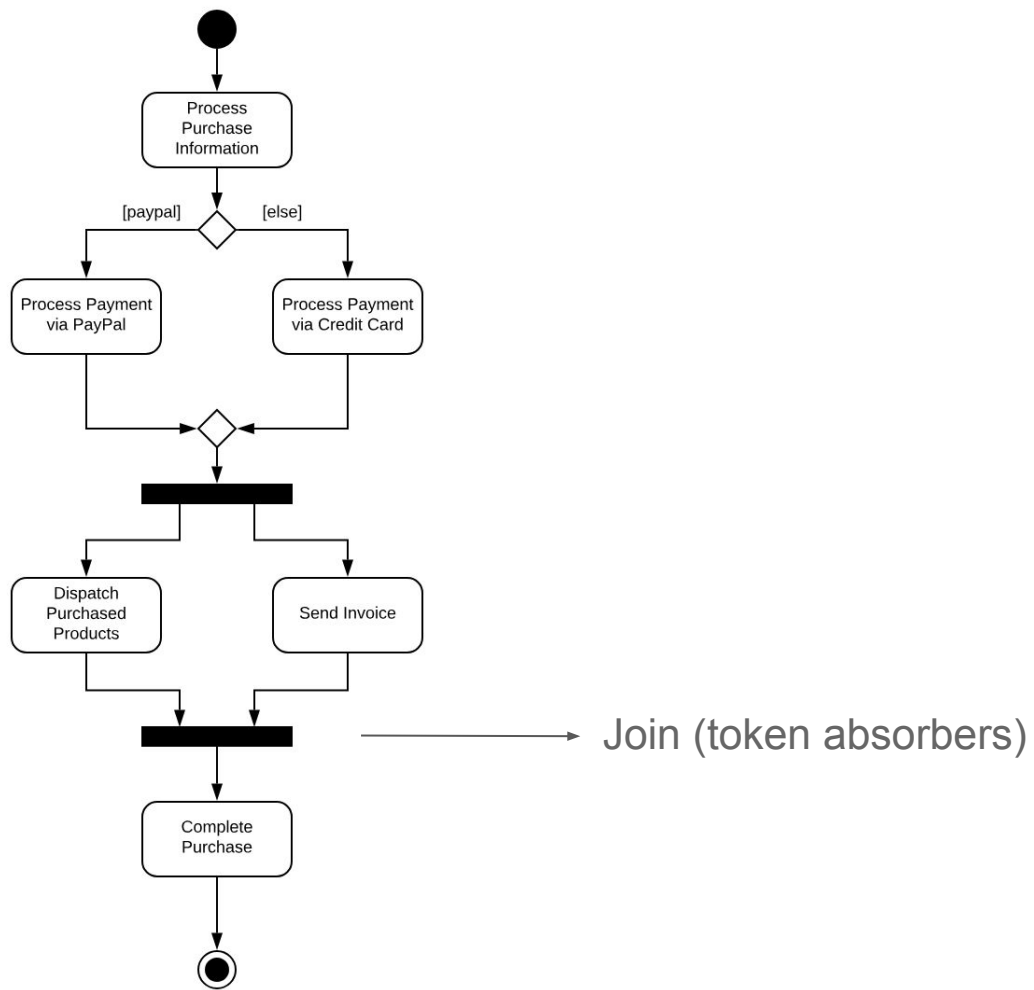 Process
Purchase
Information
[paypal]
[else]
Process Payment
via PayPal
Process Payment
via Credit Card
Dispatch
Purchased
Products
Send Invoice
Join (token absorbers)
Complete
Purchase